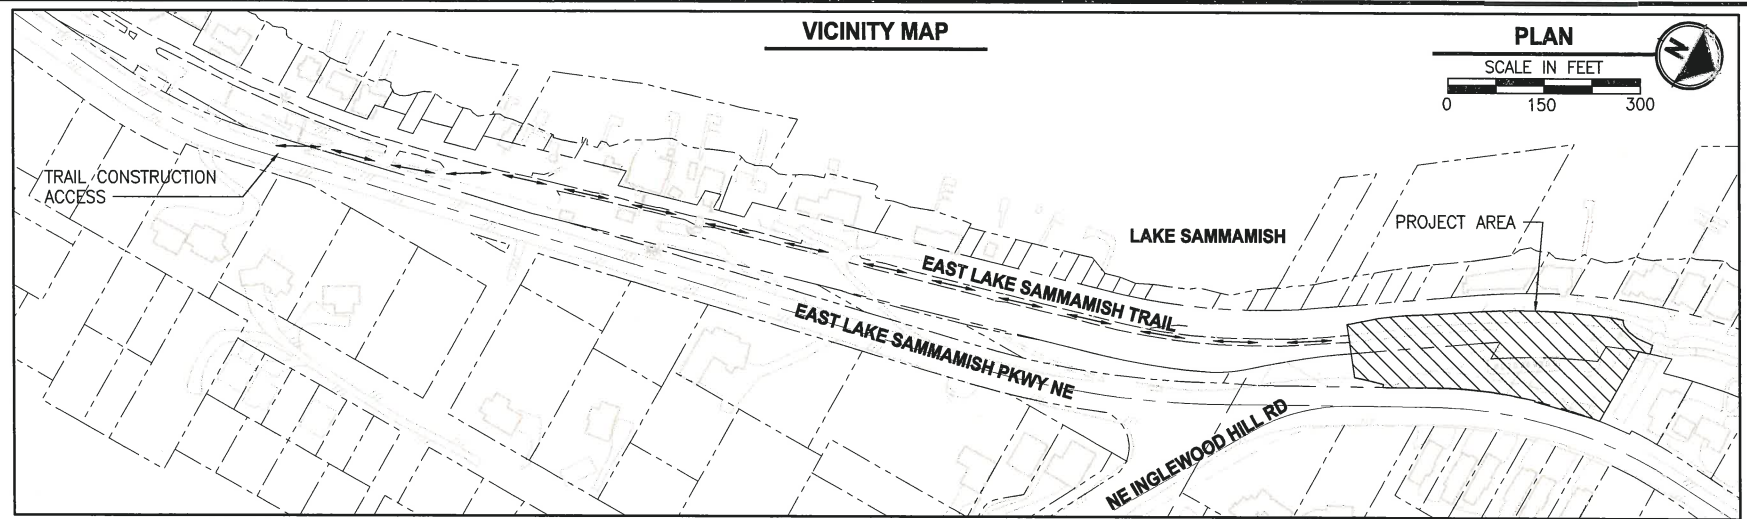 VICINITY MAP
PLAN
N
SCALE IN FEET
0 150 300
TRAIL CONSTRUCTION
ACCESS
PROJECT AREA
LAKE SAMMAMISH
EAST LAKE SAMMAMISH TRAIL
EAST LAKE SAMMAMISH PKWY NE
NE INGLEWOOD HILL RD